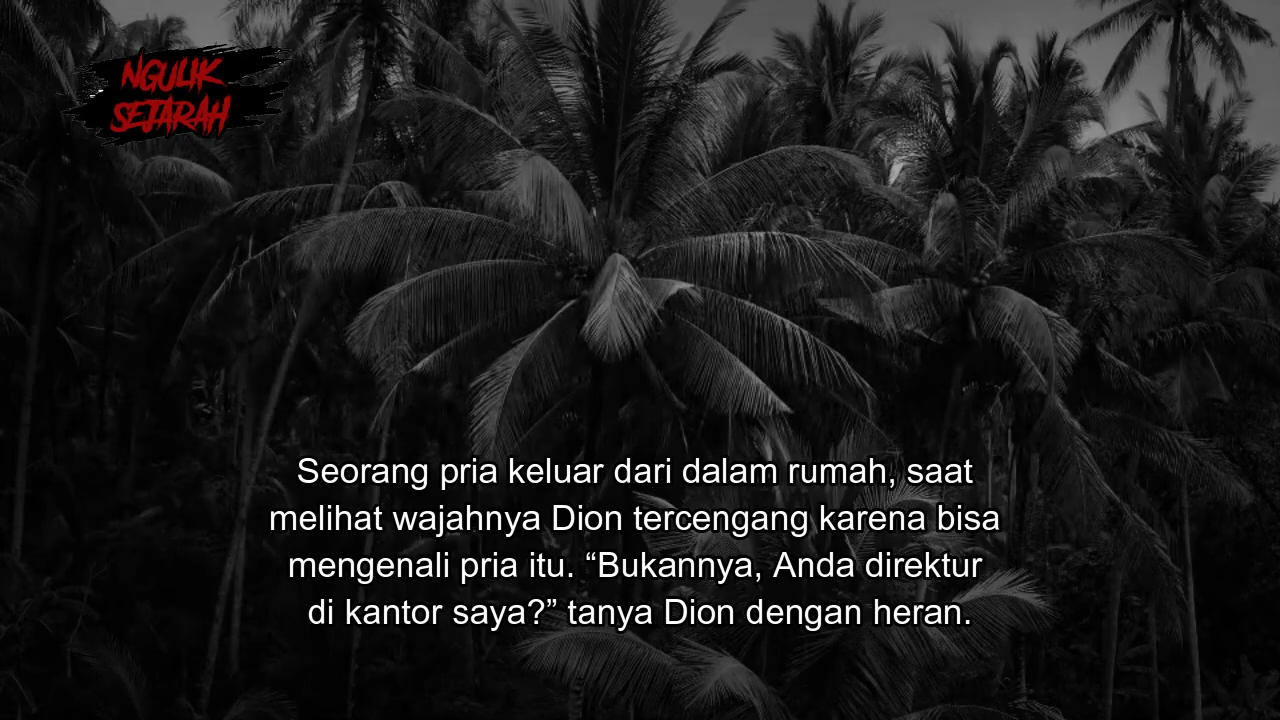 NGULIK
SEJARAH
Seorang pria keluar dari dalam rumah, saat
melihat wajahnya Dion tercengang karena bisa
mengenali pria itu. “Bukannya, Anda direktur
di kantor saya?” tanya Dion dengan heran.